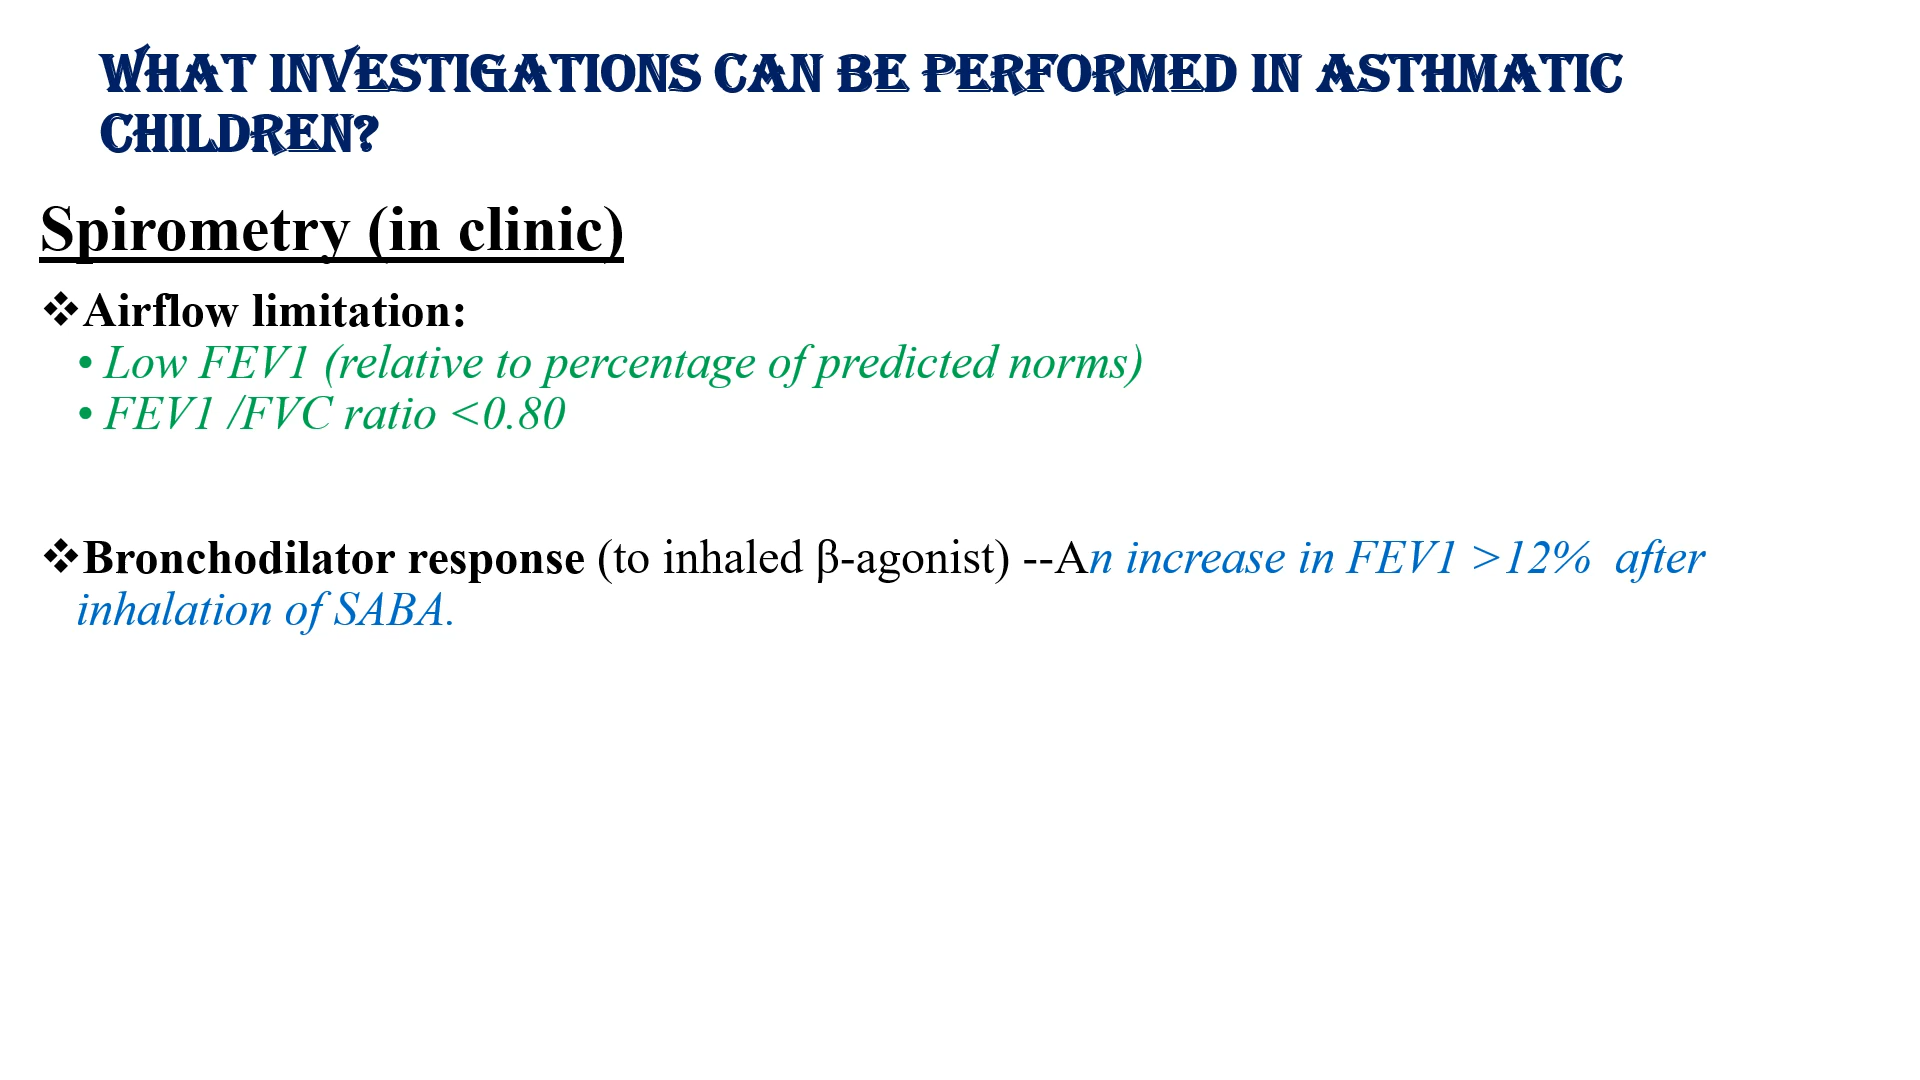 WHAT INVESTIGATIONS CAN BE PERFORMED IN ASTHMATIC
CHILDREN?
Spirometry (in clinic)
❖Airflow limitation:
• Low FEV1 (relative to percentage of predicted norms)
• FEV1 /FVC ratio <0.80
❖Bronchodilator response (to inhaled β-agonist) --An increase in FEV1 >12%  after
inhalation of SABA.